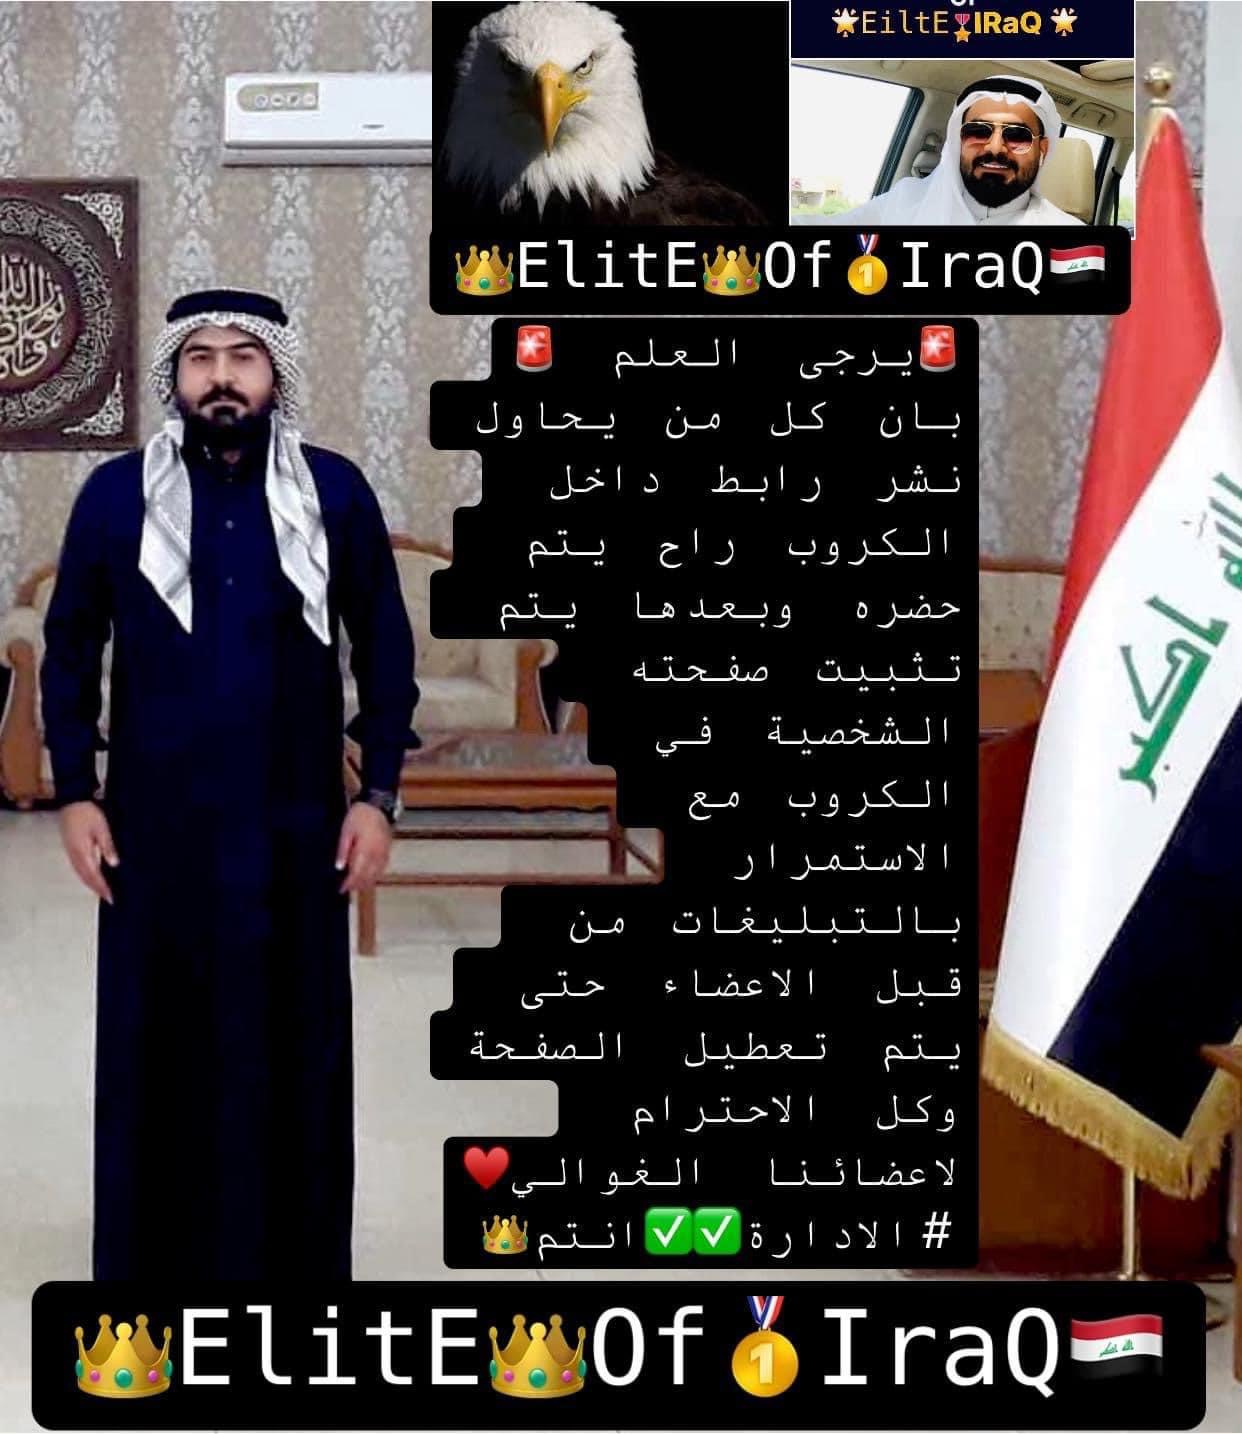 🌟EiltE🎖️IRaQ 🌟
👑ElitE👑Of🥇IraQ🇮🇶
🚨يرجى العلم 🚨
بان كل من يحاول
نشر رابط داخل
الكروب راح يتم
حضره وبعدها يتم
تثبيت صفحته
الشخصية في
الكروب مع
الاستمرار
بالتبليغات من
قبل الاعضاء حتى
يتم تعطيل الصفحة
وكل الاحترام
لاعضائنا الغوالي♥️
# الادارة✅✅انتم👑
الله اكبر
👑ElitE👑Of🥇IraQ🇮🇶